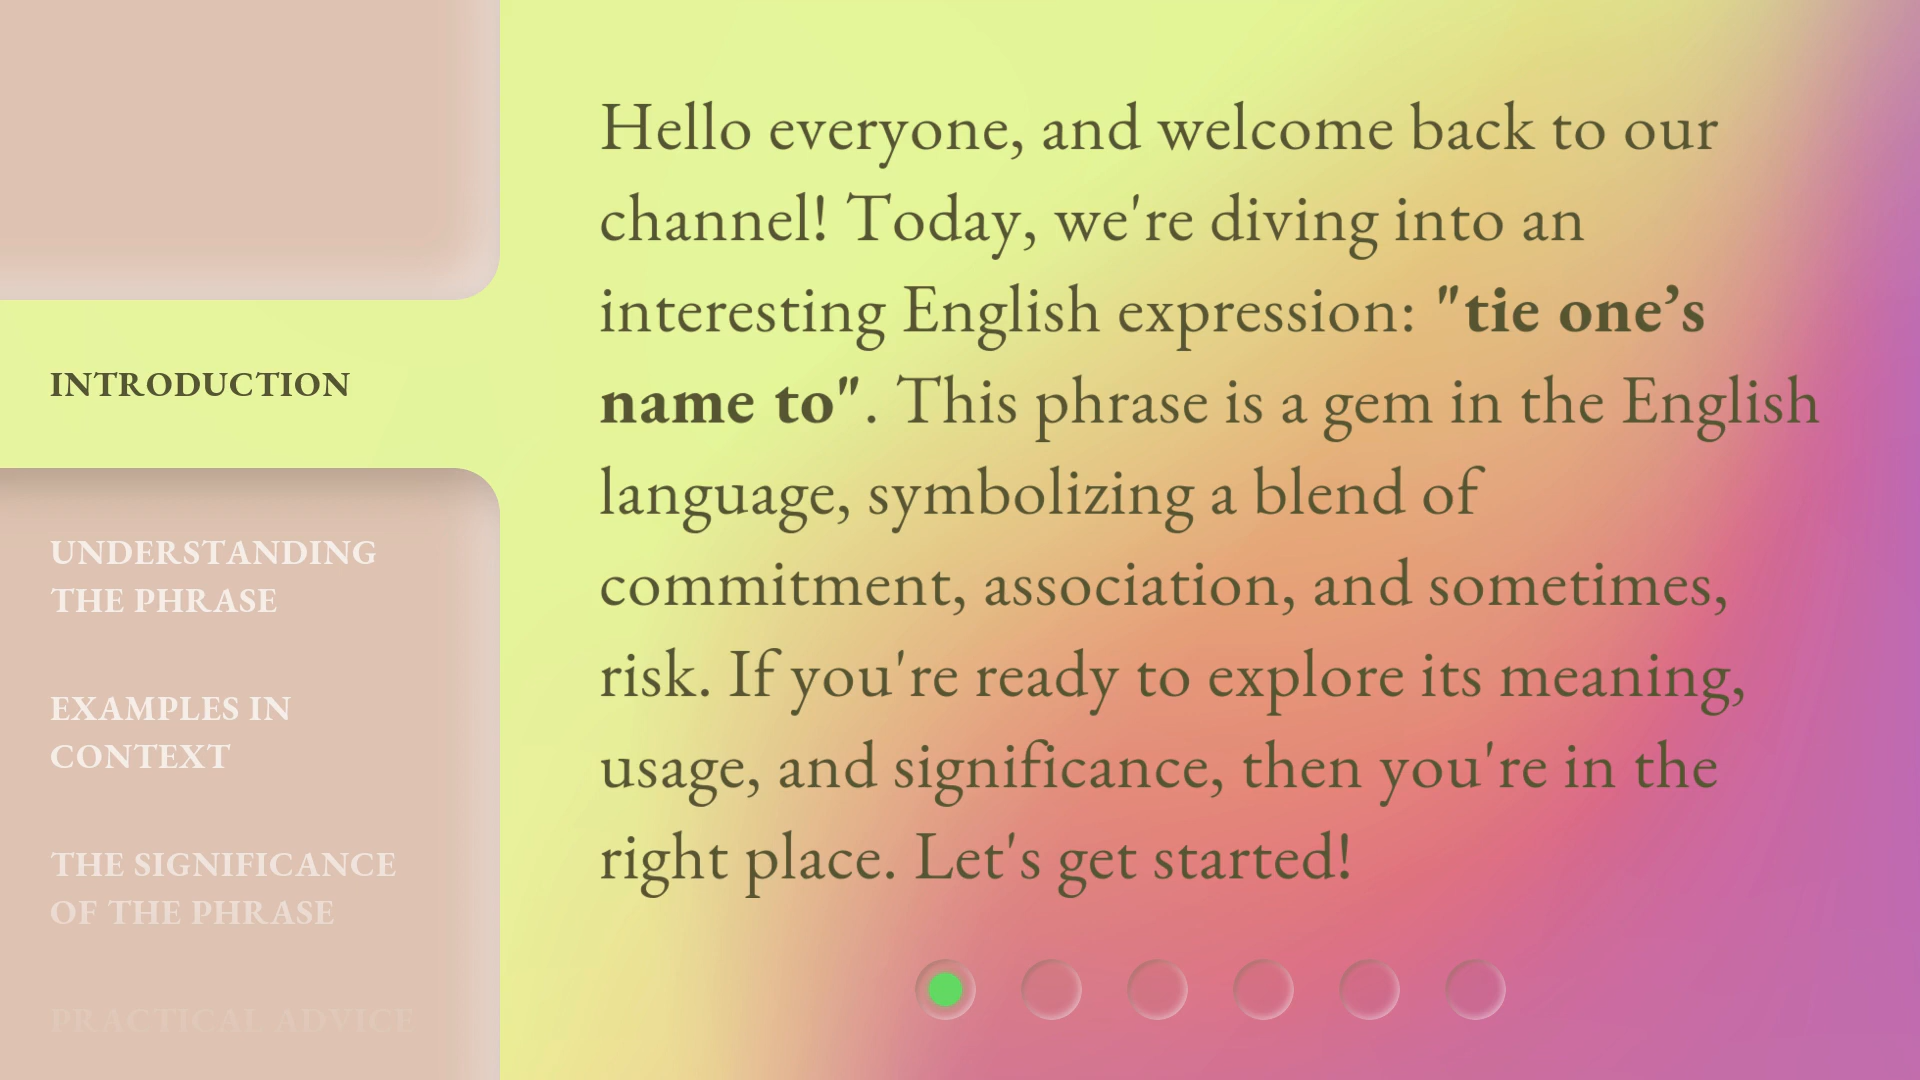 INTRODUCTION
UNDERSTANDING
THE PHRASE
EXAMPLES IN
CONTEXT
THE SIGNIFICANCE
OF THE PHRASE
PRACTICAL ADVICE
Hello everyone, and welcome back to our
channel! Today, we're diving into an
interesting English expression: "tie one’s
name to". This phrase is a gem in the English
language, symbolizing a blend of
commitment, association, and sometimes,
risk. If you're ready to explore its meaning,
usage, and significance, then you're in the
right place. Let's get started!